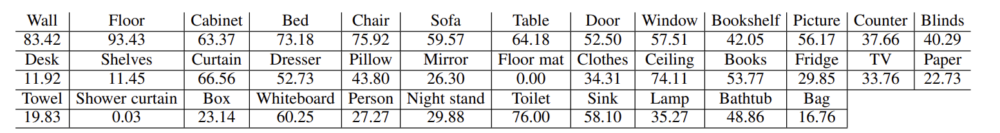 Wall Floor Cabinet Bed Chair Sofa Table Door Window Bookshelf Picture Counter Blinds
83.42 93.43 63.37 73.18 75.92 59.57 64.18 52.50 57.51 42.05 56.17 37.66 40.29
Desk Shelves Curtain Dresser Pillow Mirror Floor mat Clothes Ceiling Books Fridge TV Paper
11.92 11.45 66.56 52.73 43.80 26.30 0.00 34.31 74.11 53.77 29.85 33.76 22.73
Towel Shower curtain Box Whiteboard Person Night stand Toilet Sink Lamp Bathtub Bag
19.83 0.03 23.14 60.25 27.27 29.88 76.00 58.10 35.27 48.86 16.76